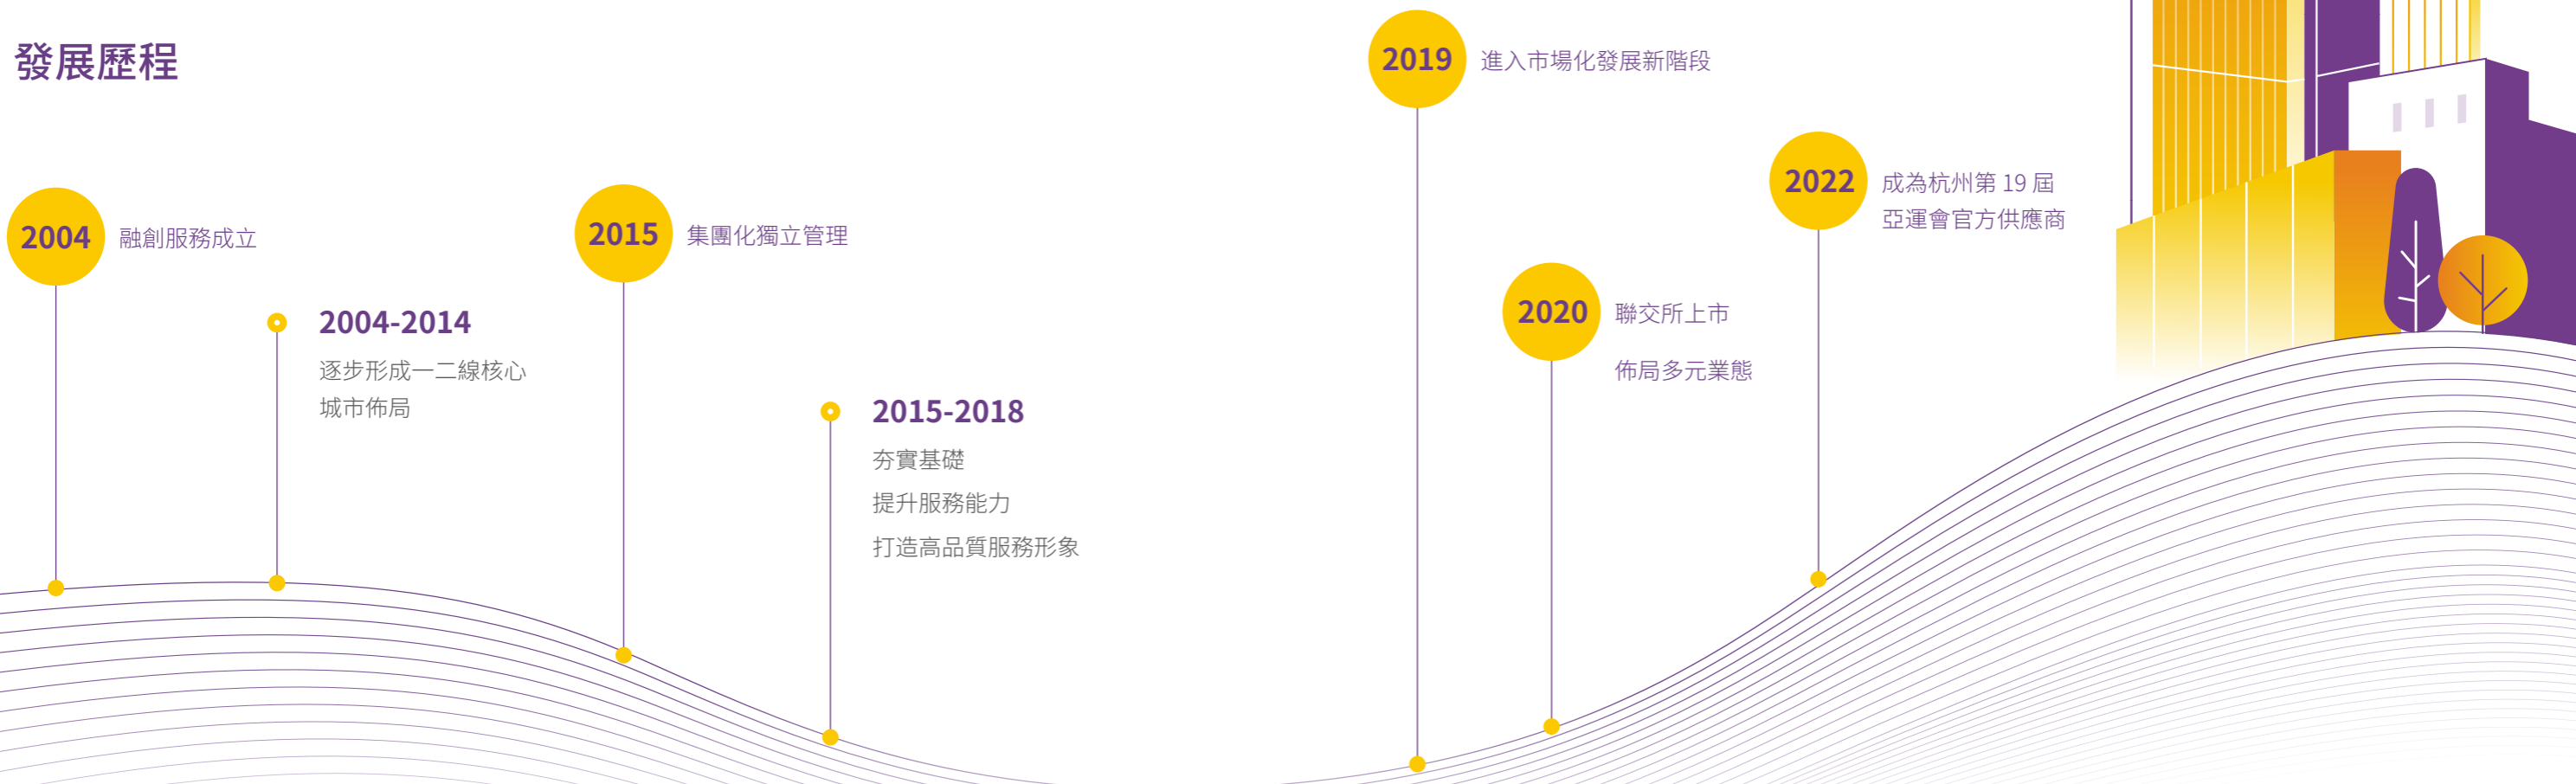 發展歷程
2004
融創服務成立
2004-2014
逐步形成一二線核心
城市佈局
2015
集團化獨立管理
2015-2018
夯實基礎
提升服務能力
打造高品質服務形象
2019
進入市場化發展新階段
2020
聯交所上市
佈局多元業態
2022
成為杭州第 19 屆
亞運會官方供應商